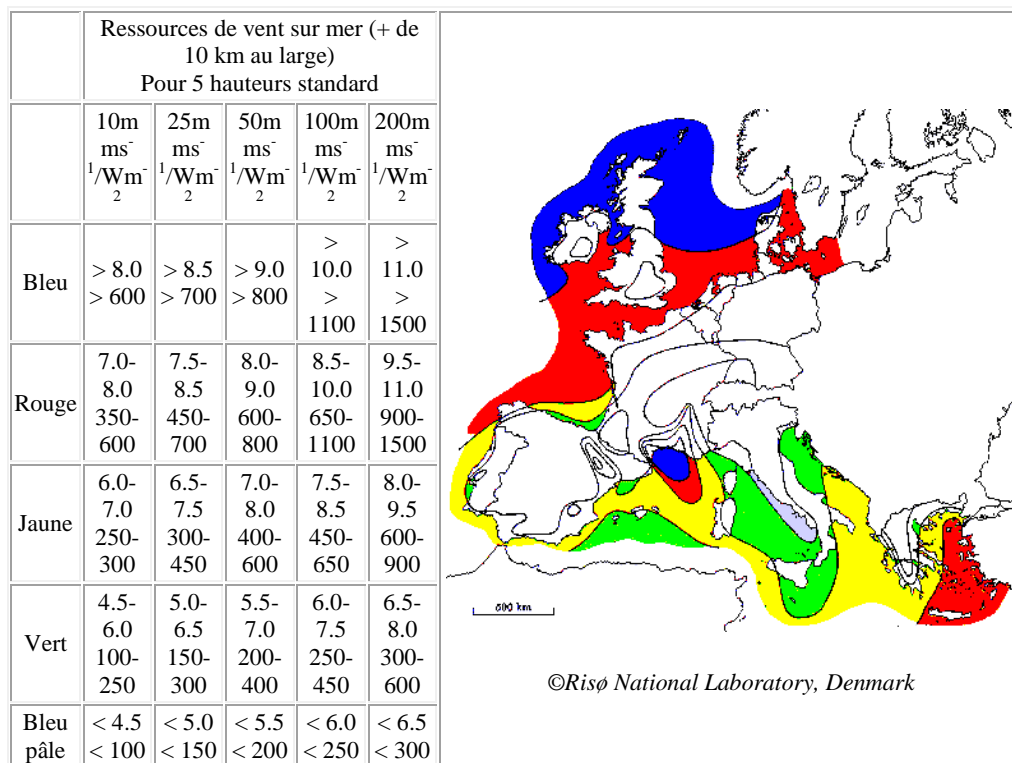 Ressources de vent sur mer (+ de
10 km au large)
Pour 5 hauteurs standard
10m 25m 50m 100m 200m
ms- ms- ms- ms- ms-
1/Wm- 1/Wm- 1/Wm- 1/Wm- 1/Wm-
2 2 2 2 2
> >
> 8.0 > 8.5 > 9.0 10.0 11.0
Bleu
> 600 > 700 > 800 > >
1100 1500
7.0- 7.5- 8.0- 8.5- 9.5-
8.0 8.5 9.0 10.0 11.0
Rouge
350- 450- 600- 650- 900-
600 700 800 1100 1500
6.0- 6.5- 7.0- 7.5- 8.0-
7.0 7.5 8.0 8.5 9.5
Jaune
250- 300- 400- 450- 600-
300 450 600 650 900
4.5- 5.0- 5.5- 6.0- 6.5-
6.0 6.5 7.0 7.5 8.0
Vert
100- 150- 200- 250- 300-
250 300 400 450 600
Bleu < 4.5 < 5.0 < 5.5 < 6.0 < 6.5
pâle < 100 < 150 < 200 < 250 < 300
500 km
©Risø National Laboratory, Denmark